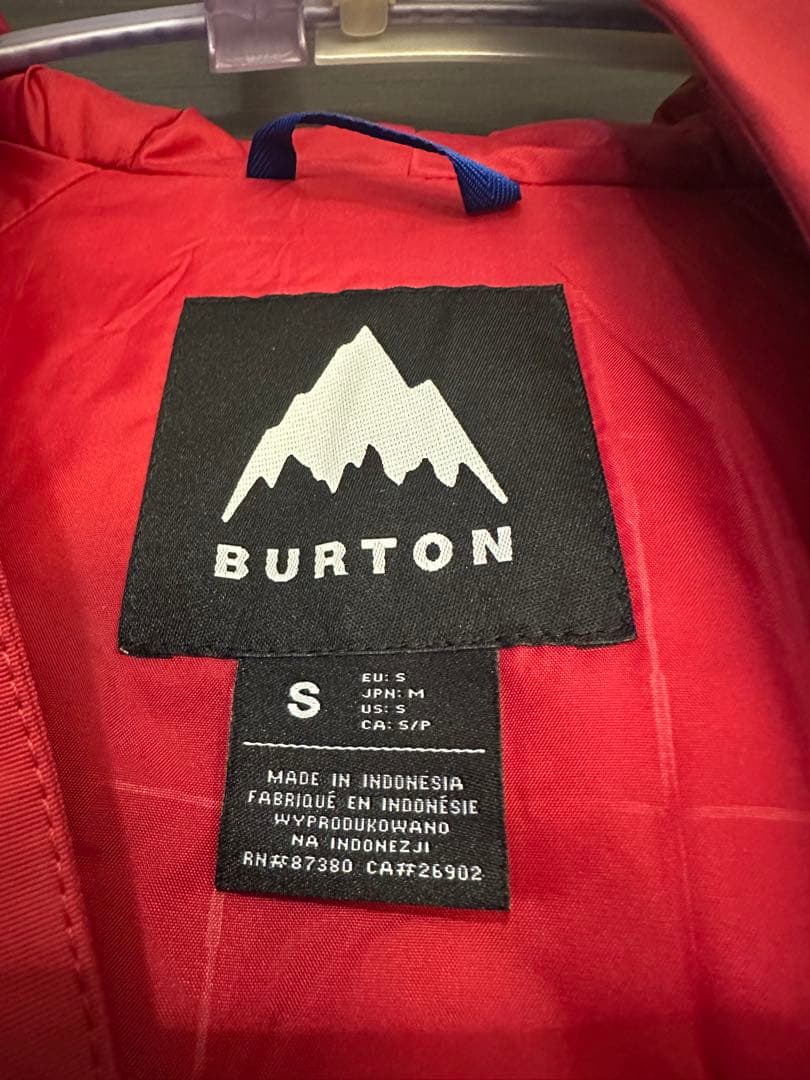 BURTON
S
EU: S
JPN: M
US: S
CA: S/P
MADE IN INDONESIA
FABRIQUÉ EN INDONÉSIE
WYPRODUKOWANO
NA INDONEZJI
RN#87380 CA#26902